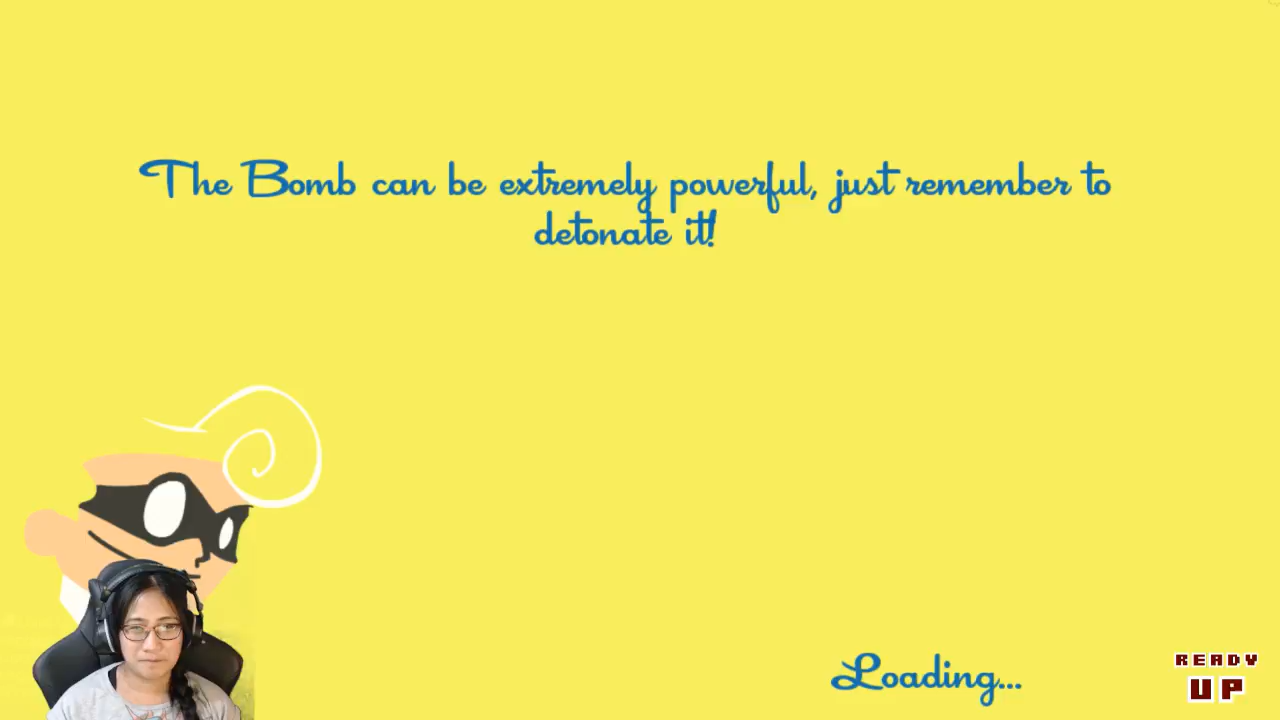 The Bomb can be extremely powerful, just remember to
detonate it!
Loading...
READY
UP